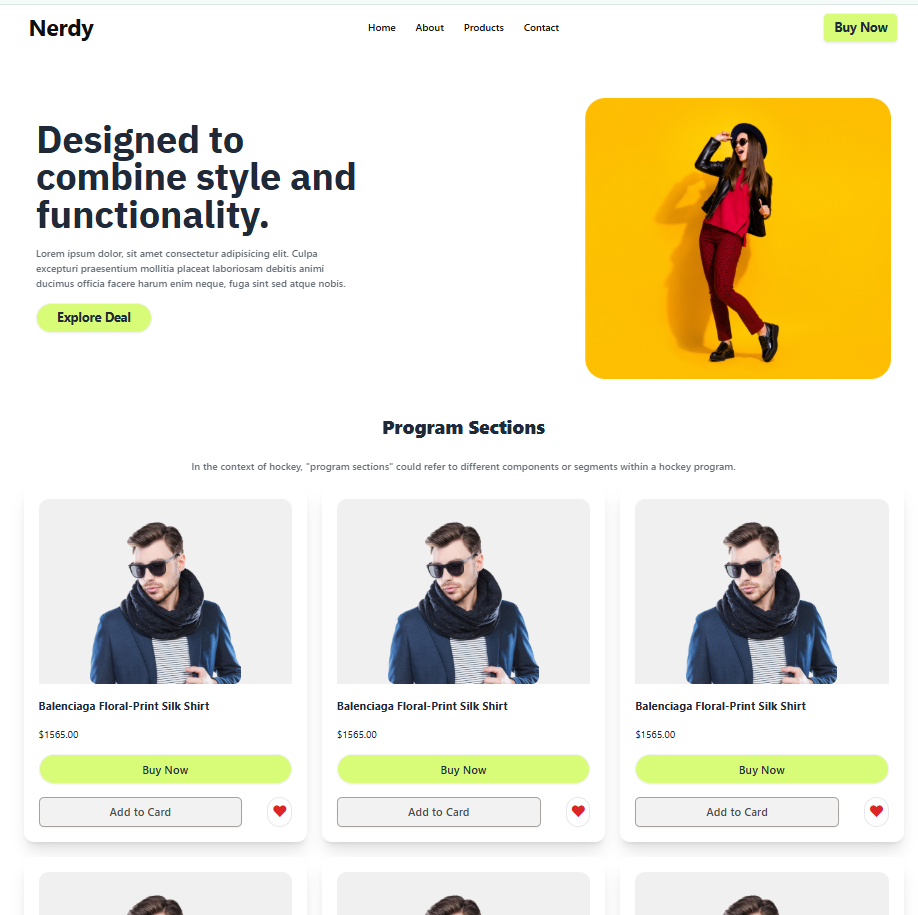 Nerdy
Home About Products Contact
Buy Now
Designed to
combine style and
functionality.
Lorem ipsum dolor, sit amet consectetur adipisicing elit. Culpa
excepturi praesentium mollitia placeat laboriosam debitis animi
ducimus officia facere harum enim neque, fuga sint sed atque nobis.
Explore Deal
Program Sections
In the context of hockey, "program sections" could refer to different components or segments within a hockey program.
Balenciaga Floral-Print Silk Shirt
$1565.00
Buy Now
Add to Card
Balenciaga Floral-Print Silk Shirt
$1565.00
Buy Now
Add to Card
Balenciaga Floral-Print Silk Shirt
$1565.00
Buy Now
Add to Card